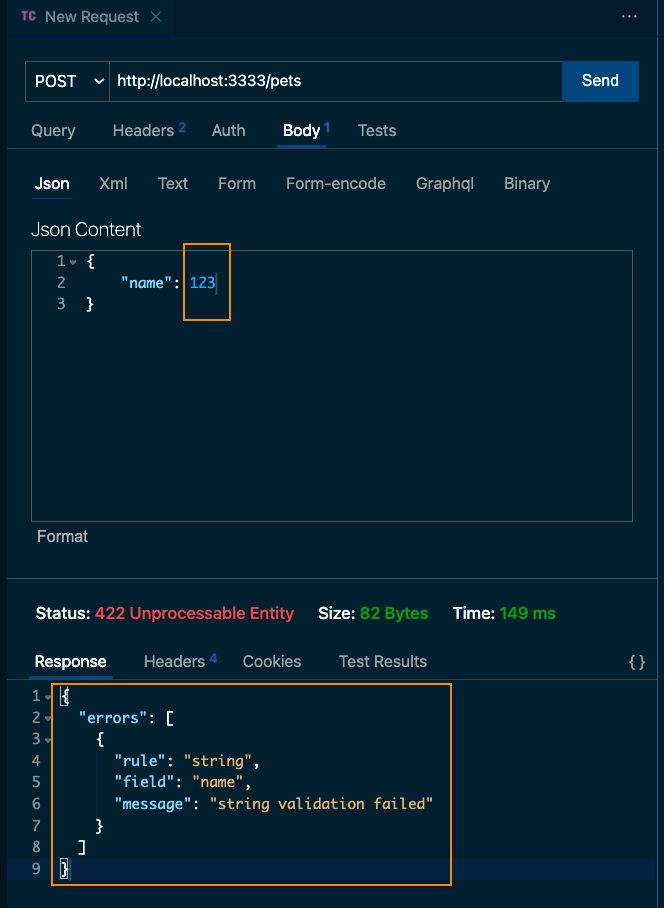 TC New Request
POST http://localhost:3333/pets Send
Query Headers 2 Auth Body 1 Tests
Json Xml Text Form Form-encode Graphql Binary
Json Content
1 {
2 "name": 123
3 }
Format
Status: 422 Unprocessable Entity Size: 82 Bytes Time: 149 ms
Response Headers 4 Cookies Test Results { }
1 {
2 "errors": [
3 {
4 "rule": "string",
5 "field": "name",
6 "message": "string validation failed"
7 }
8 ]
9 }